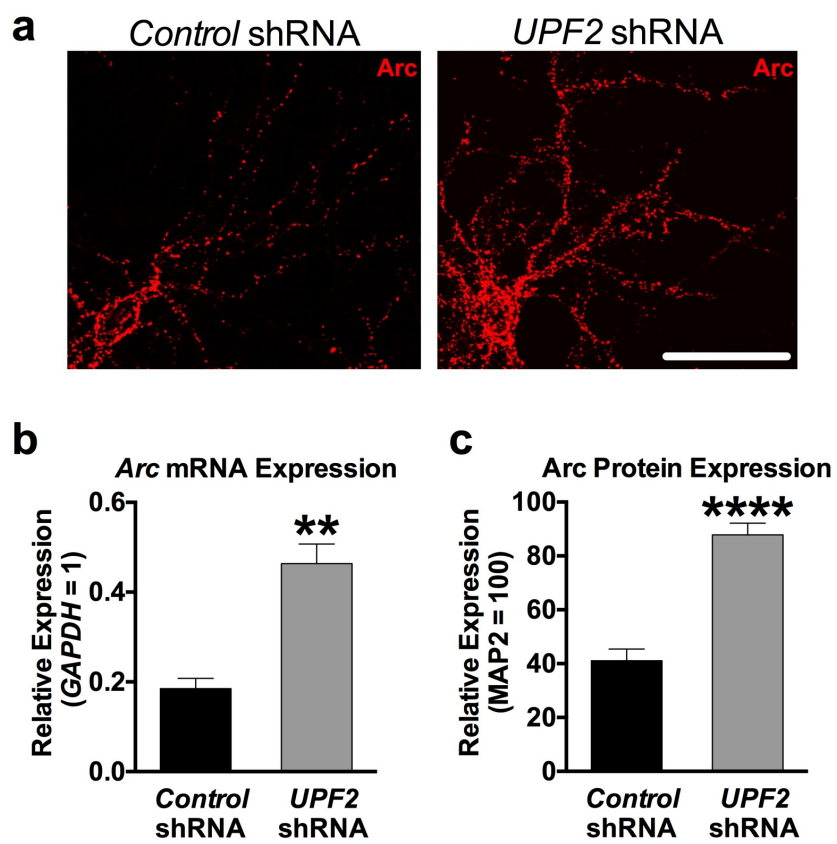 a
Control shRNA
UPF2 shRNA
Arc
Arc
b
Arc mRNA Expression
Relative Expression
(GAPDH = 1)
0.6
0.4
0.2
0.0
**
Control
shRNA
UPF2
shRNA
c
Arc Protein Expression
Relative Expression
(MAP2 = 100)
100
80
60
40
20
0
****
Control
shRNA
UPF2
shRNA